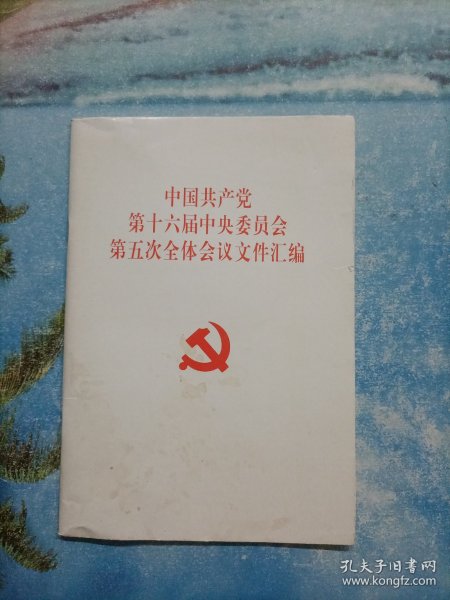 中国共产党
第十六届中央委员会
第五次全体会议文件汇编
孔夫子旧书网
www.kongfz.com